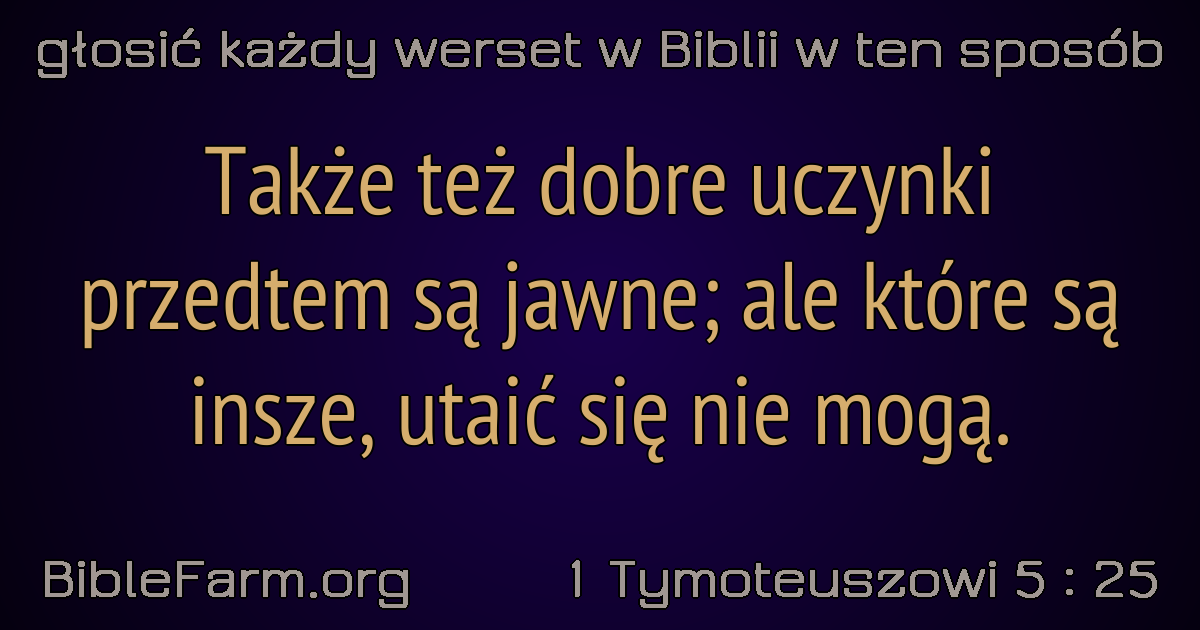 głosić każdy werset w Biblii w ten sposób
Także też dobre uczynki
przedtem są jawne; ale które są
insze, utaić się nie mogą.
BibleFarm.org 1 Tymoteuszowi 5 : 25